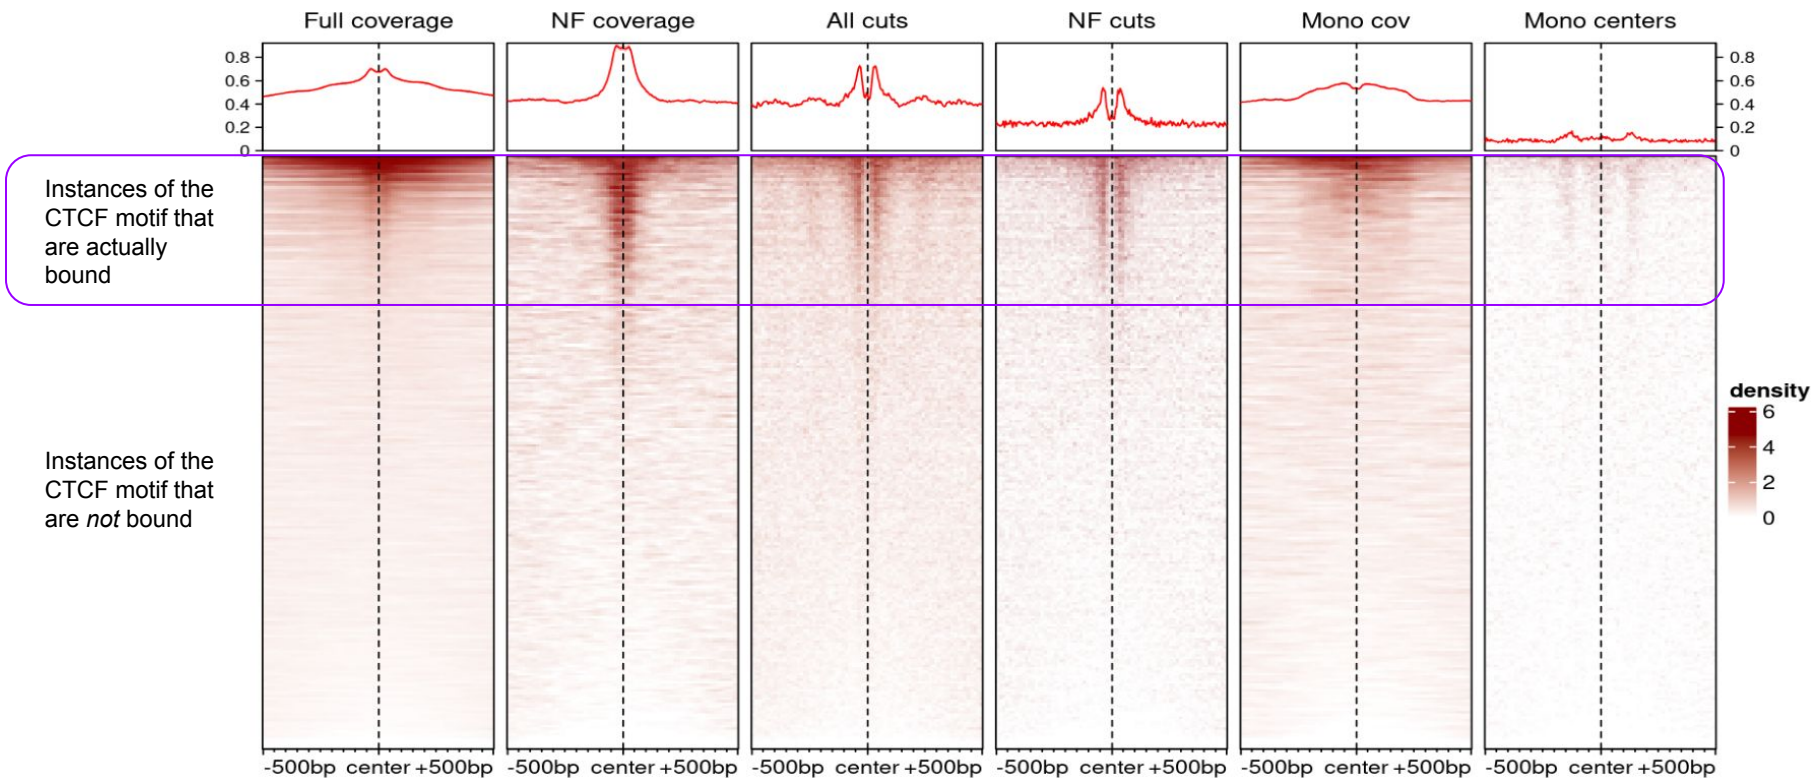 Full coverage
NF coverage
All cuts
NF cuts
Mono cov
Mono centers
0.8
0.6
0.4
0.2
0
0.8
0.6
0.4
0.2
0
Instances of the
CTCF motif that
are actually
bound
Instances of the
CTCF motif that
are not bound
density
6
4
2
0
-500bp center +500bp
-500bp center +500bp
-500bp center +500bp
-500bp center +500bp
-500bp center +500bp
-500bp center +500bp